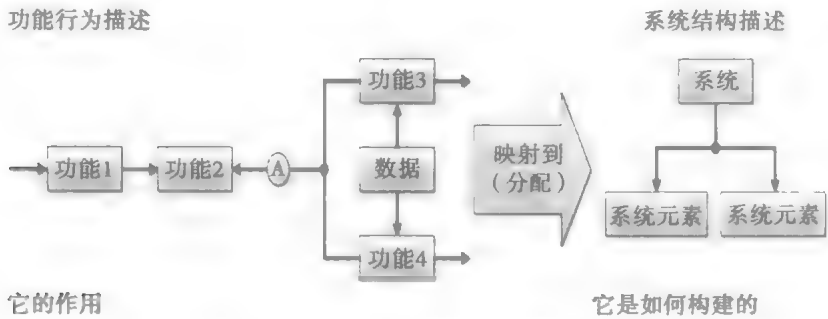 功能行为描述
系统结构描述
功能3
系统
功能1
功能2
A
数据
映射到
(分配)
系统元素
系统元素
功能4
它的作用
它是如何构建的